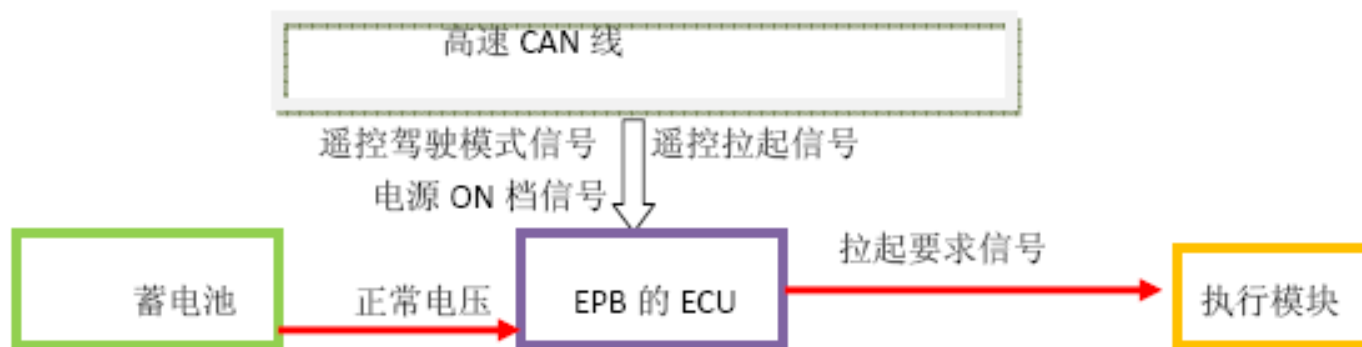 高速 CAN 线
遥控驾驶模式信号
遥控拉起信号
电源 ON 档信号
拉起要求信号
蓄电池
正常电压
EPB 的 ECU
执行模块